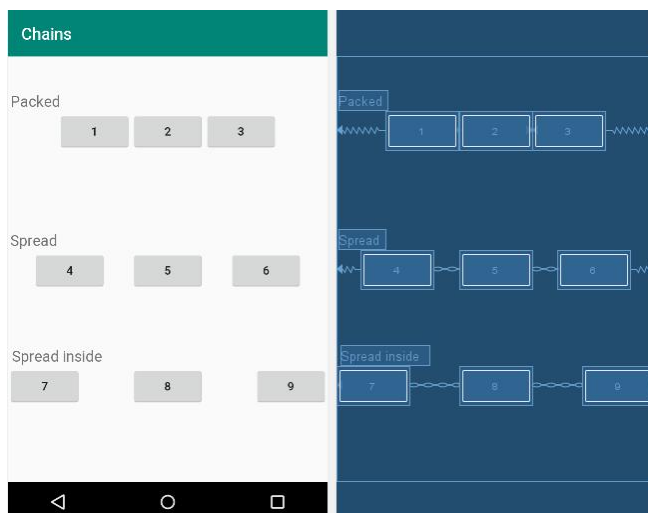 Chains
Packed
1 2 3
Spread
4 5 6
Spread inside
7 8 9
Packed
1 2 3
Spread
4 5 6
Spread inside
7 8 9